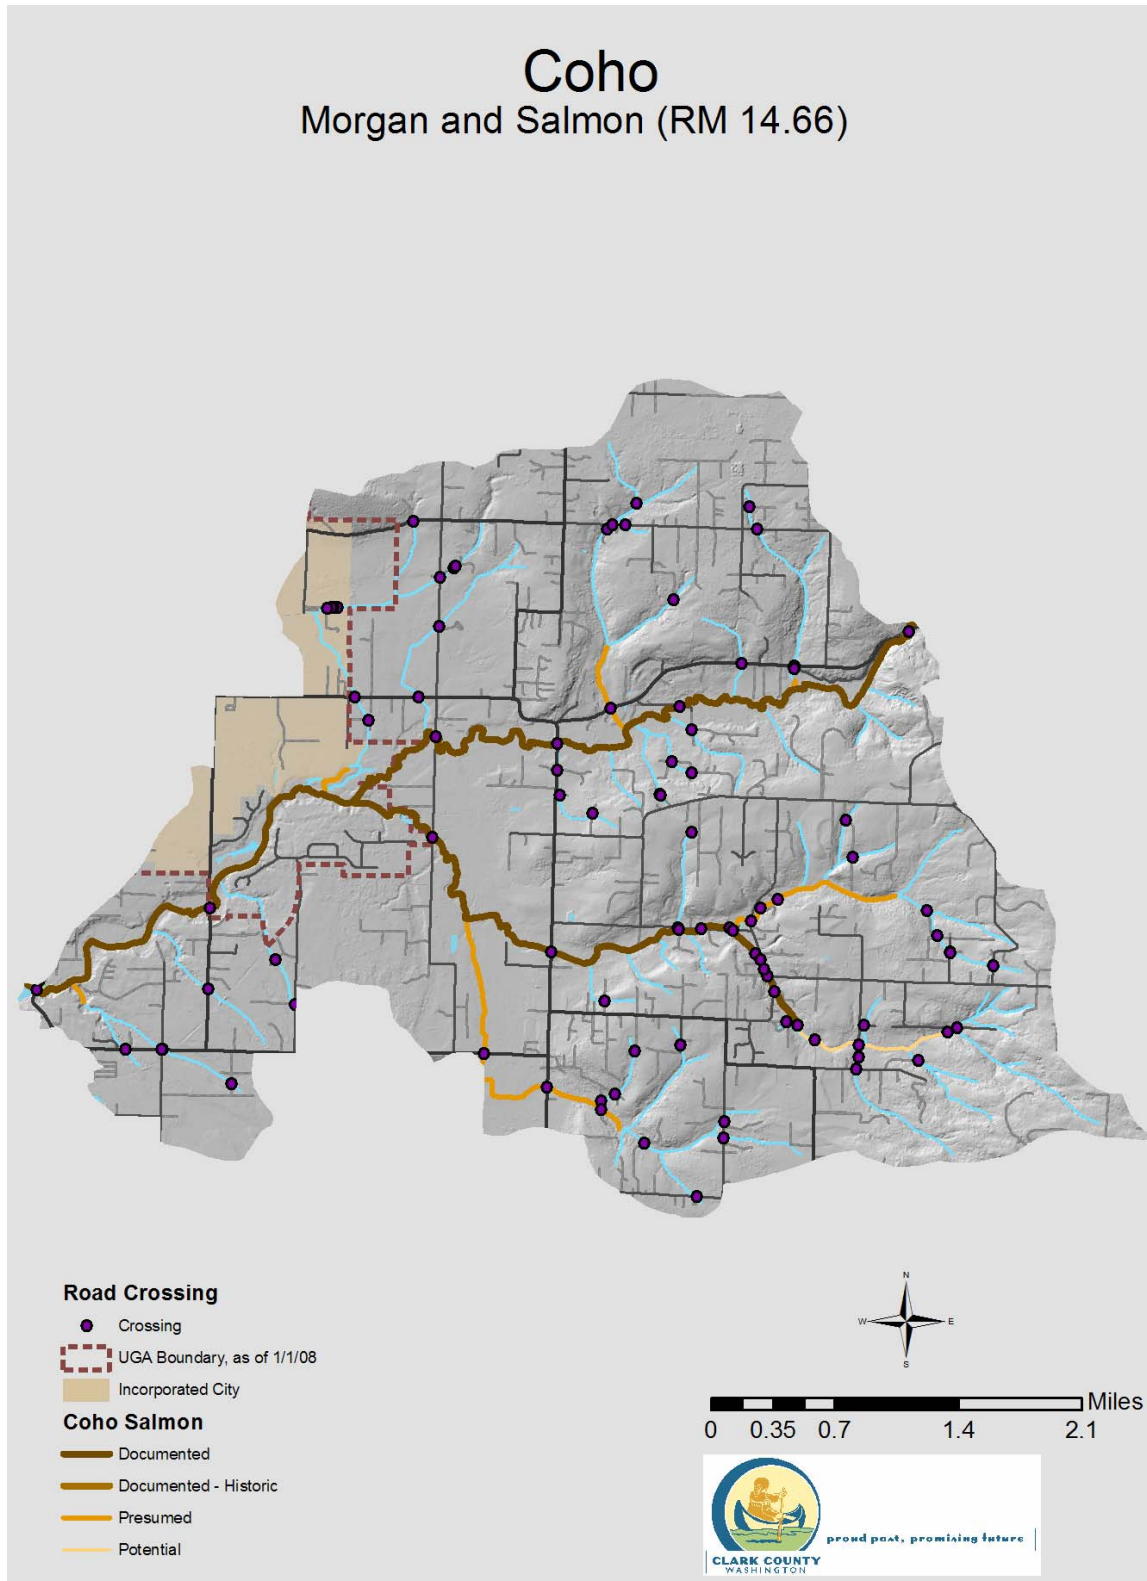 Coho
Morgan and Salmon (RM 14.66)
Road Crossing
Crossing
UGA Boundary, as of 1/1/08
Incorporated City
Coho Salmon
Documented
Documented - Historic
Presumed
Potential
N
W E
S
Miles
0 0.35 0.7 1.4 2.1
proud past, promising future
CLARK COUNTY
WASHINGTON